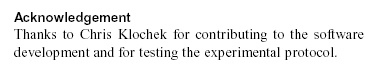 Acknowledgement
Thanks to Chris Klochek for contributing to the software
development and for testing the experimental protocol.